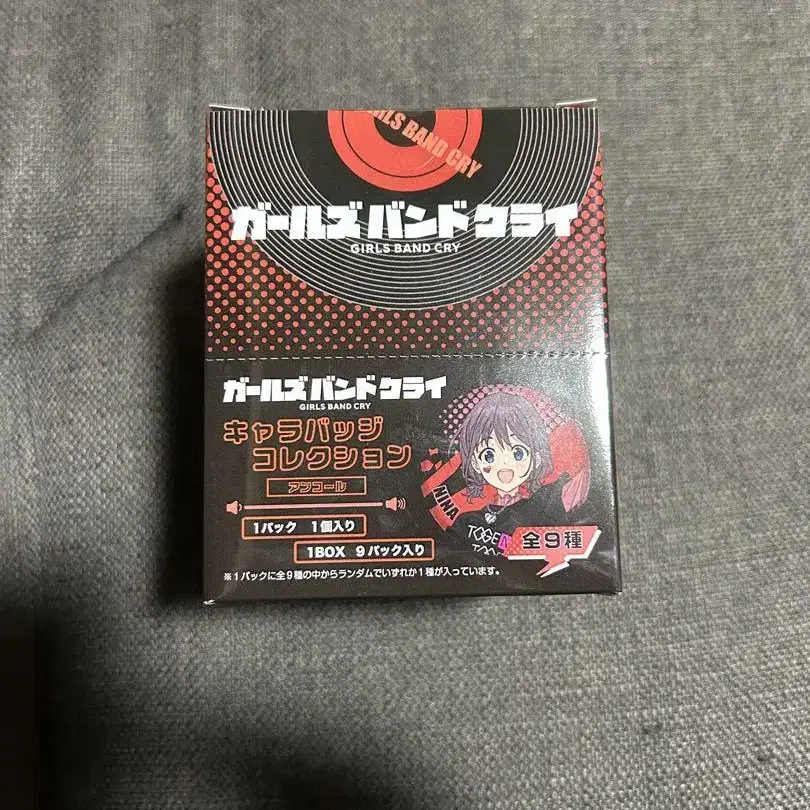 GIRLS BAND CRY
ガールズバンドクライ
GIRLS BAND CRY
ガールズバンドクライ
GIRLS BAND CRY
キャラバッジ
コレクション
アンコール
1パック 1個入り
1BOX 9パック入り
※1パックに全9種の中からランダムでいずれか1種が入っています。
NINA
TOGE
全9種